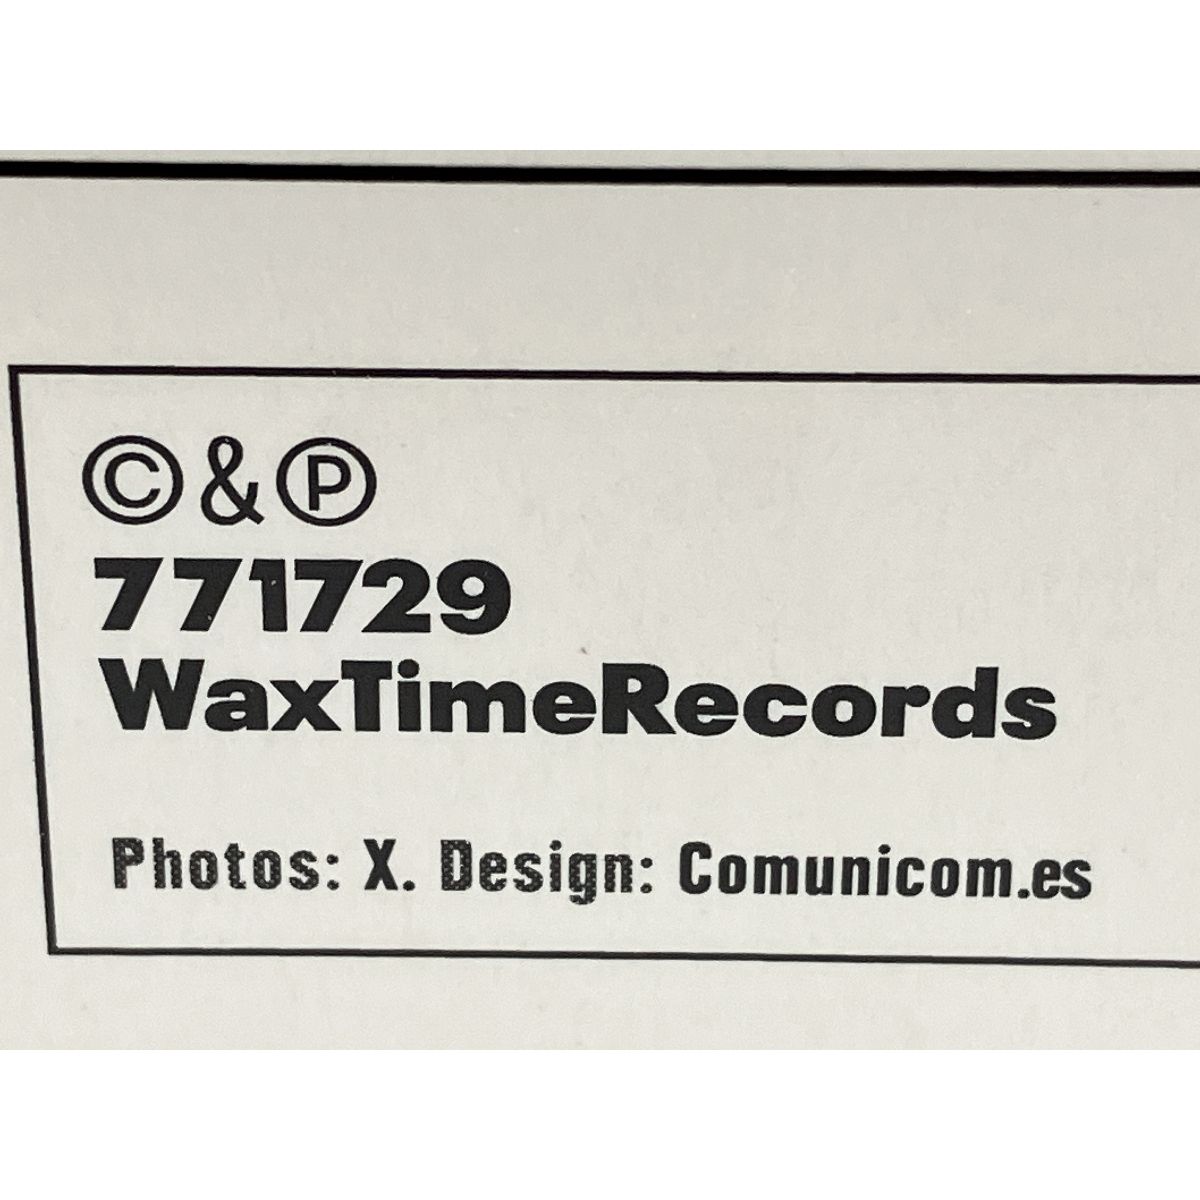 ©&℗
771729
WaxTimeRecords
Photos: X. Design: Comunicom.es